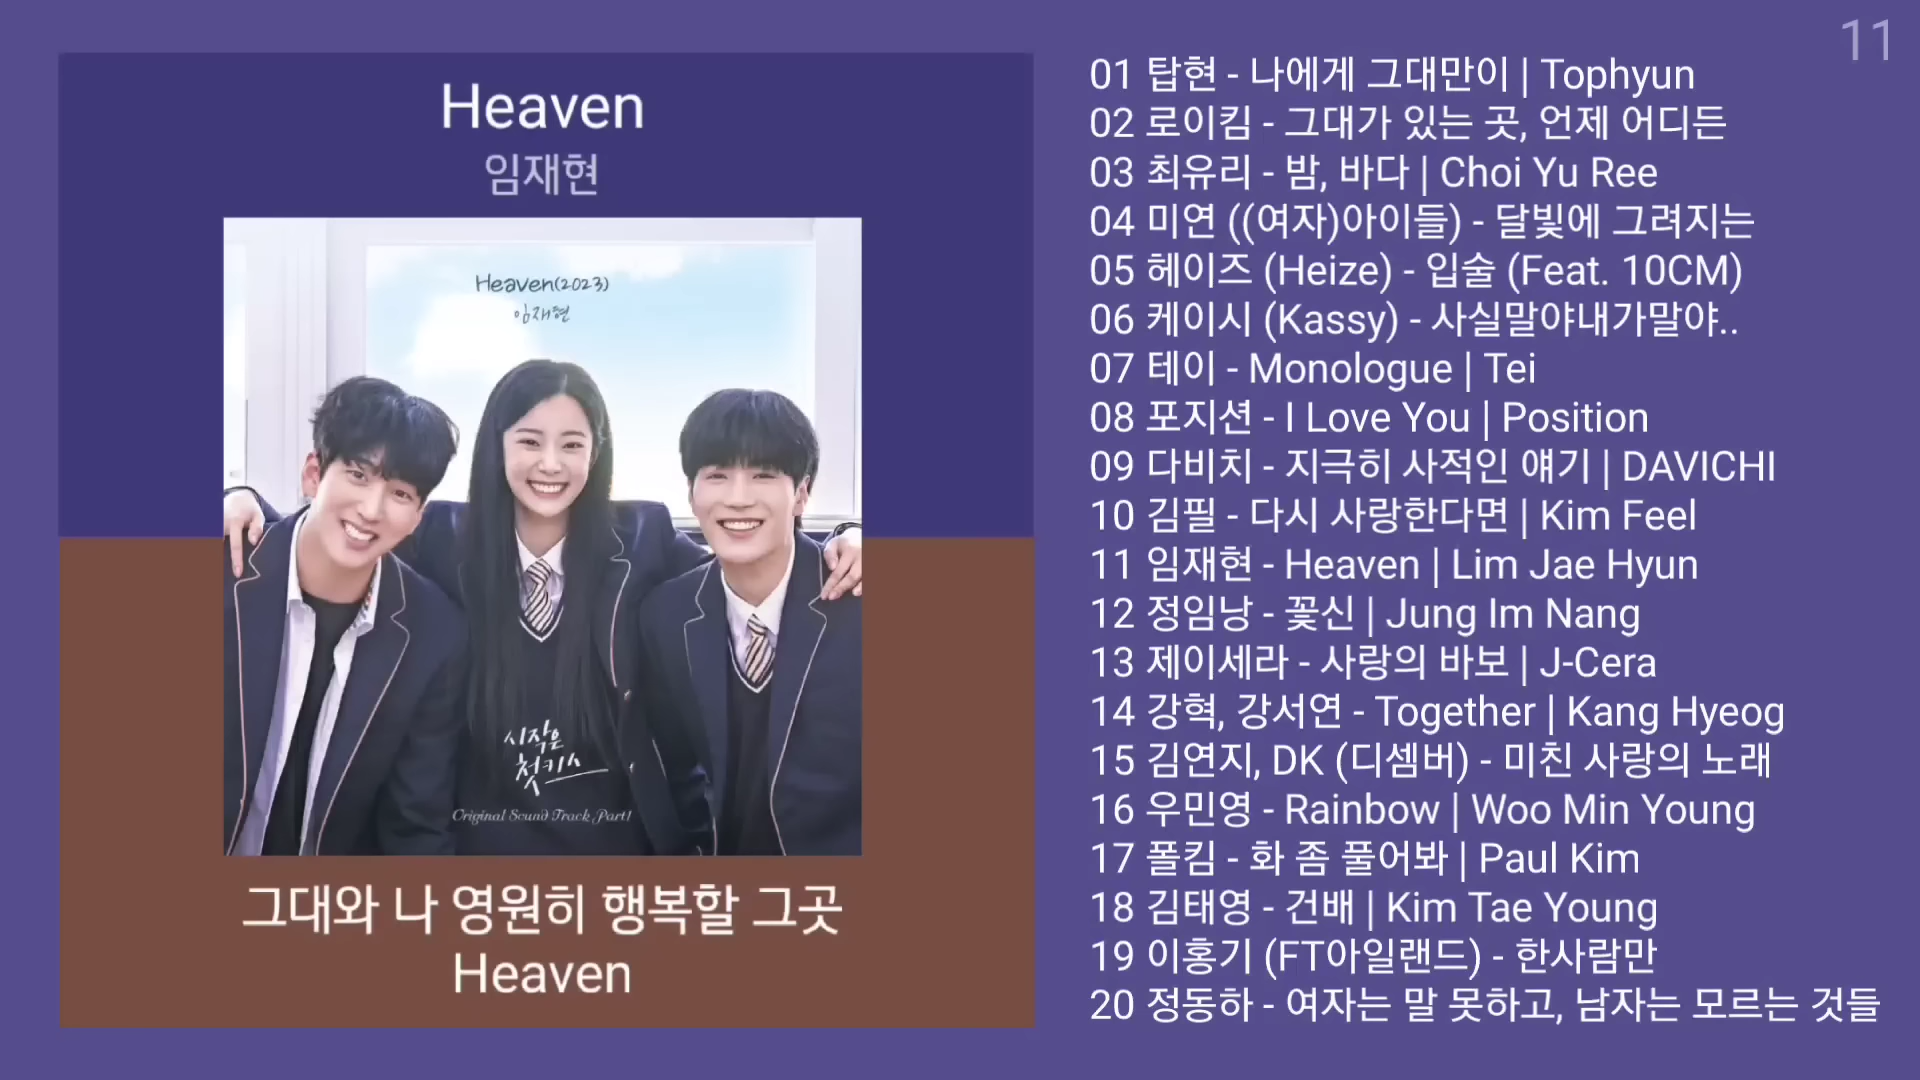 11
Heaven
임재현
Heaven(2023)
임재현
시작은
첫키스
Original Sound Track Part1
그대와 나 영원히 행복할 그곳
Heaven
01 탑현 - 나에게 그대만이 | Tophyun
02 로이킴 - 그대가 있는 곳, 언제 어디든
03 최유리 - 밤, 바다 | Choi Yu Ree
04 미연 ((여자)아이들) - 달빛에 그려지는
05 헤이즈 (Heize) - 입술 (Feat. 10CM)
06 케이시 (Kassy) - 사실말야내가말야..
07 테이 - Monologue | Tei
08 포지션 - I Love You | Position
09 다비치 - 지극히 사적인 얘기 | DAVICHI
10 김필 - 다시 사랑한다면 | Kim Feel
11 임재현 - Heaven | Lim Jae Hyun
12 정임낭 - 꽃신 | Jung Im Nang
13 제이세라 - 사랑의 바보 | J-Cera
14 강혁, 강서연 - Together | Kang Hyeog
15 김연지, DK (디셈버) - 미친 사랑의 노래
16 우민영 - Rainbow | Woo Min Young
17 폴킴 - 화 좀 풀어봐 | Paul Kim
18 김태영 - 건배 | Kim Tae Young
19 이홍기 (FT아일랜드) - 한사람만
20 정동하 - 여자는 말 못하고, 남자는 모르는 것들